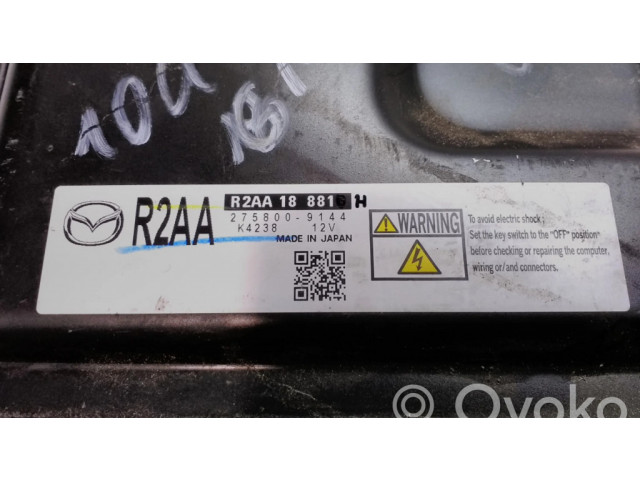 R2AA
R2AA 18 881 H
275800-9144
K4238 12V
MADE IN JAPAN
WARNING
To avoid electric shock ;
Set the key switch to the "OFF" position
before checking or repairing the computer,
wiring or/and connectors.
Ovoko